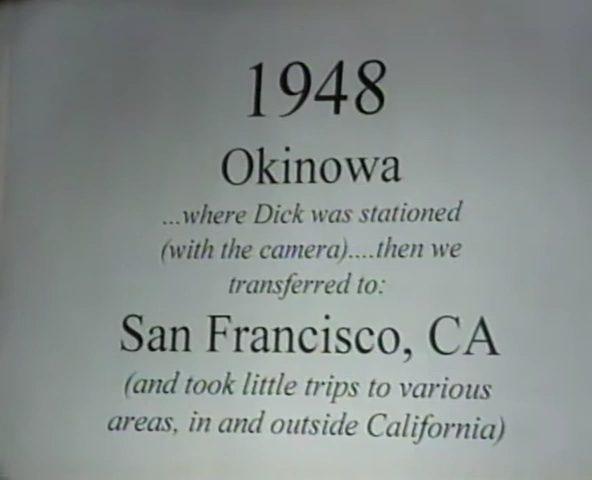 1948
Okinowa
...where Dick was stationed
(with the camera)....then we
transferred to:
San Francisco, CA
(and took little trips to various
areas, in and outside California)